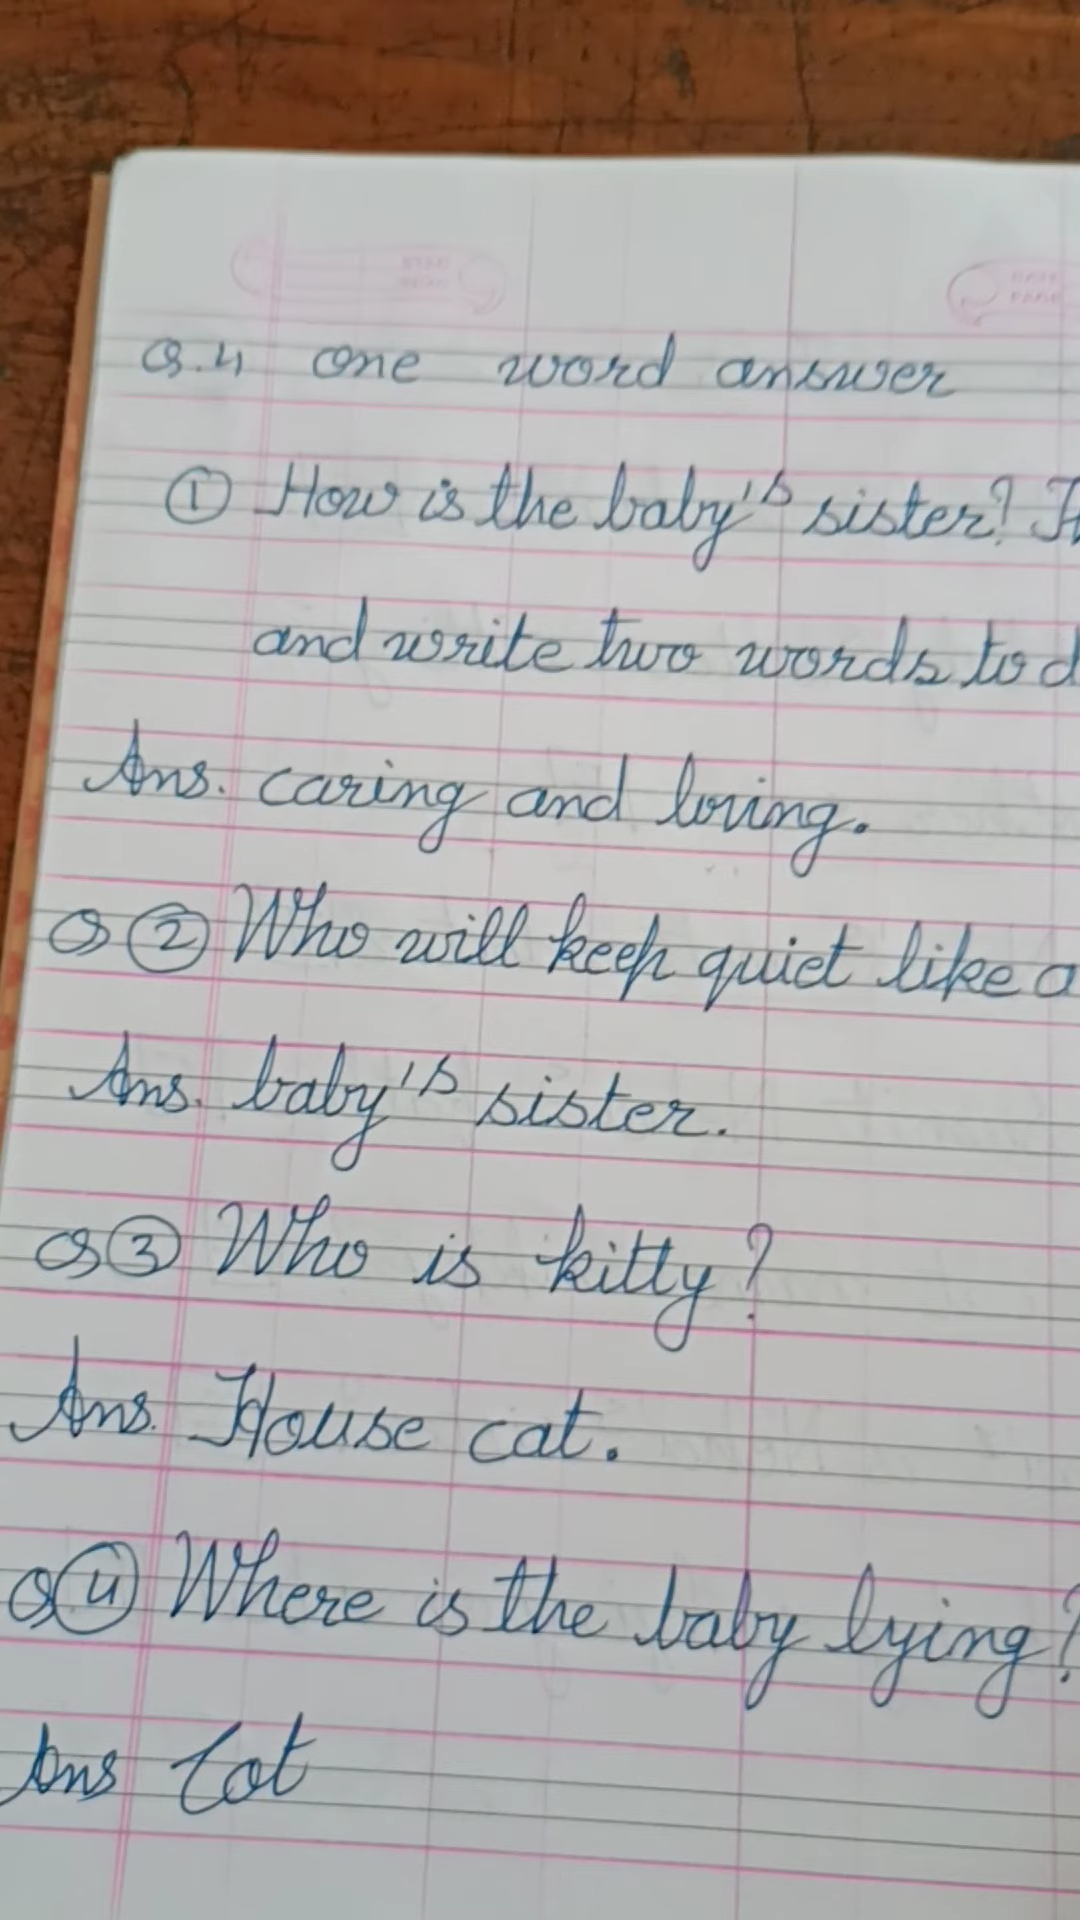 Q.4 one word answer
① How is the baby's sister?
and write two words to
Ans. caring and loving.
Q ② Who will keep quiet like a
Ans. baby's sister.
Q ③ Who is kitty?
Ans. House cat.
Q ④ Where is the baby lying?
Ans Cot